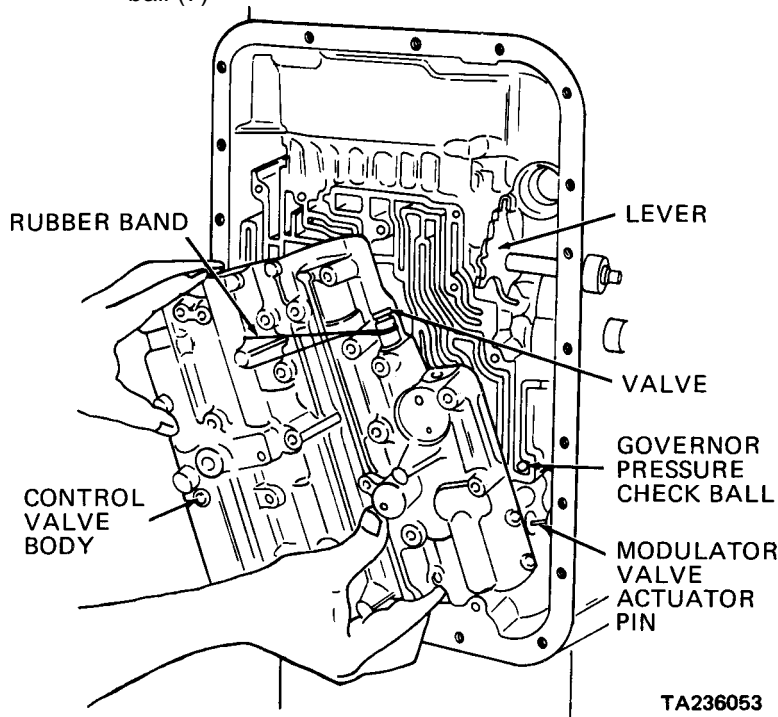 ball (7)
RUBBER BAND
LEVER
VALVE
GOVERNOR
PRESSURE
CHECK BALL
CONTROL
VALVE
BODY
MODULATOR
VALVE
ACTUATOR
PIN
TA236053